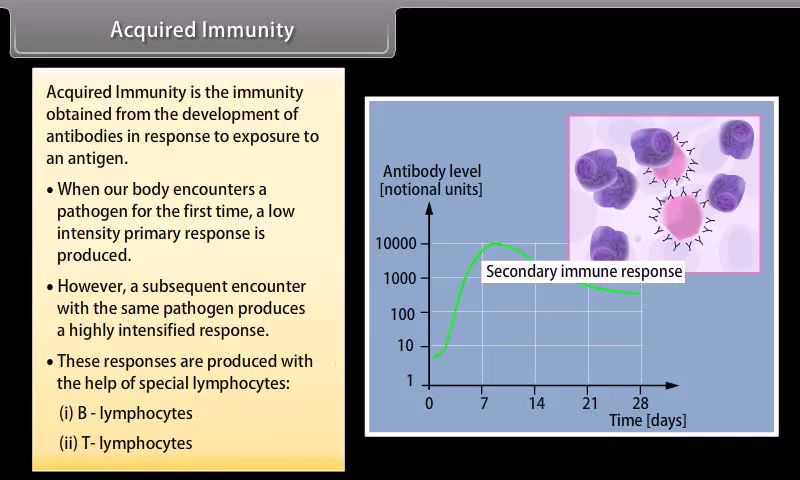 Acquired Immunity
Acquired Immunity is the immunity
obtained from the development of
antibodies in response to exposure to
an antigen.
• When our body encounters a
pathogen for the first time, a low
intensity primary response is
produced.
• However, a subsequent encounter
with the same pathogen produces
a highly intensified response.
• These responses are produced with
the help of special lymphocytes:
(i) B - lymphocytes
(ii) T- lymphocytes
Antibody level
[notional units]
10000
1000
100
10
1
Secondary immune response
0 7 14 21 28
Time [days]